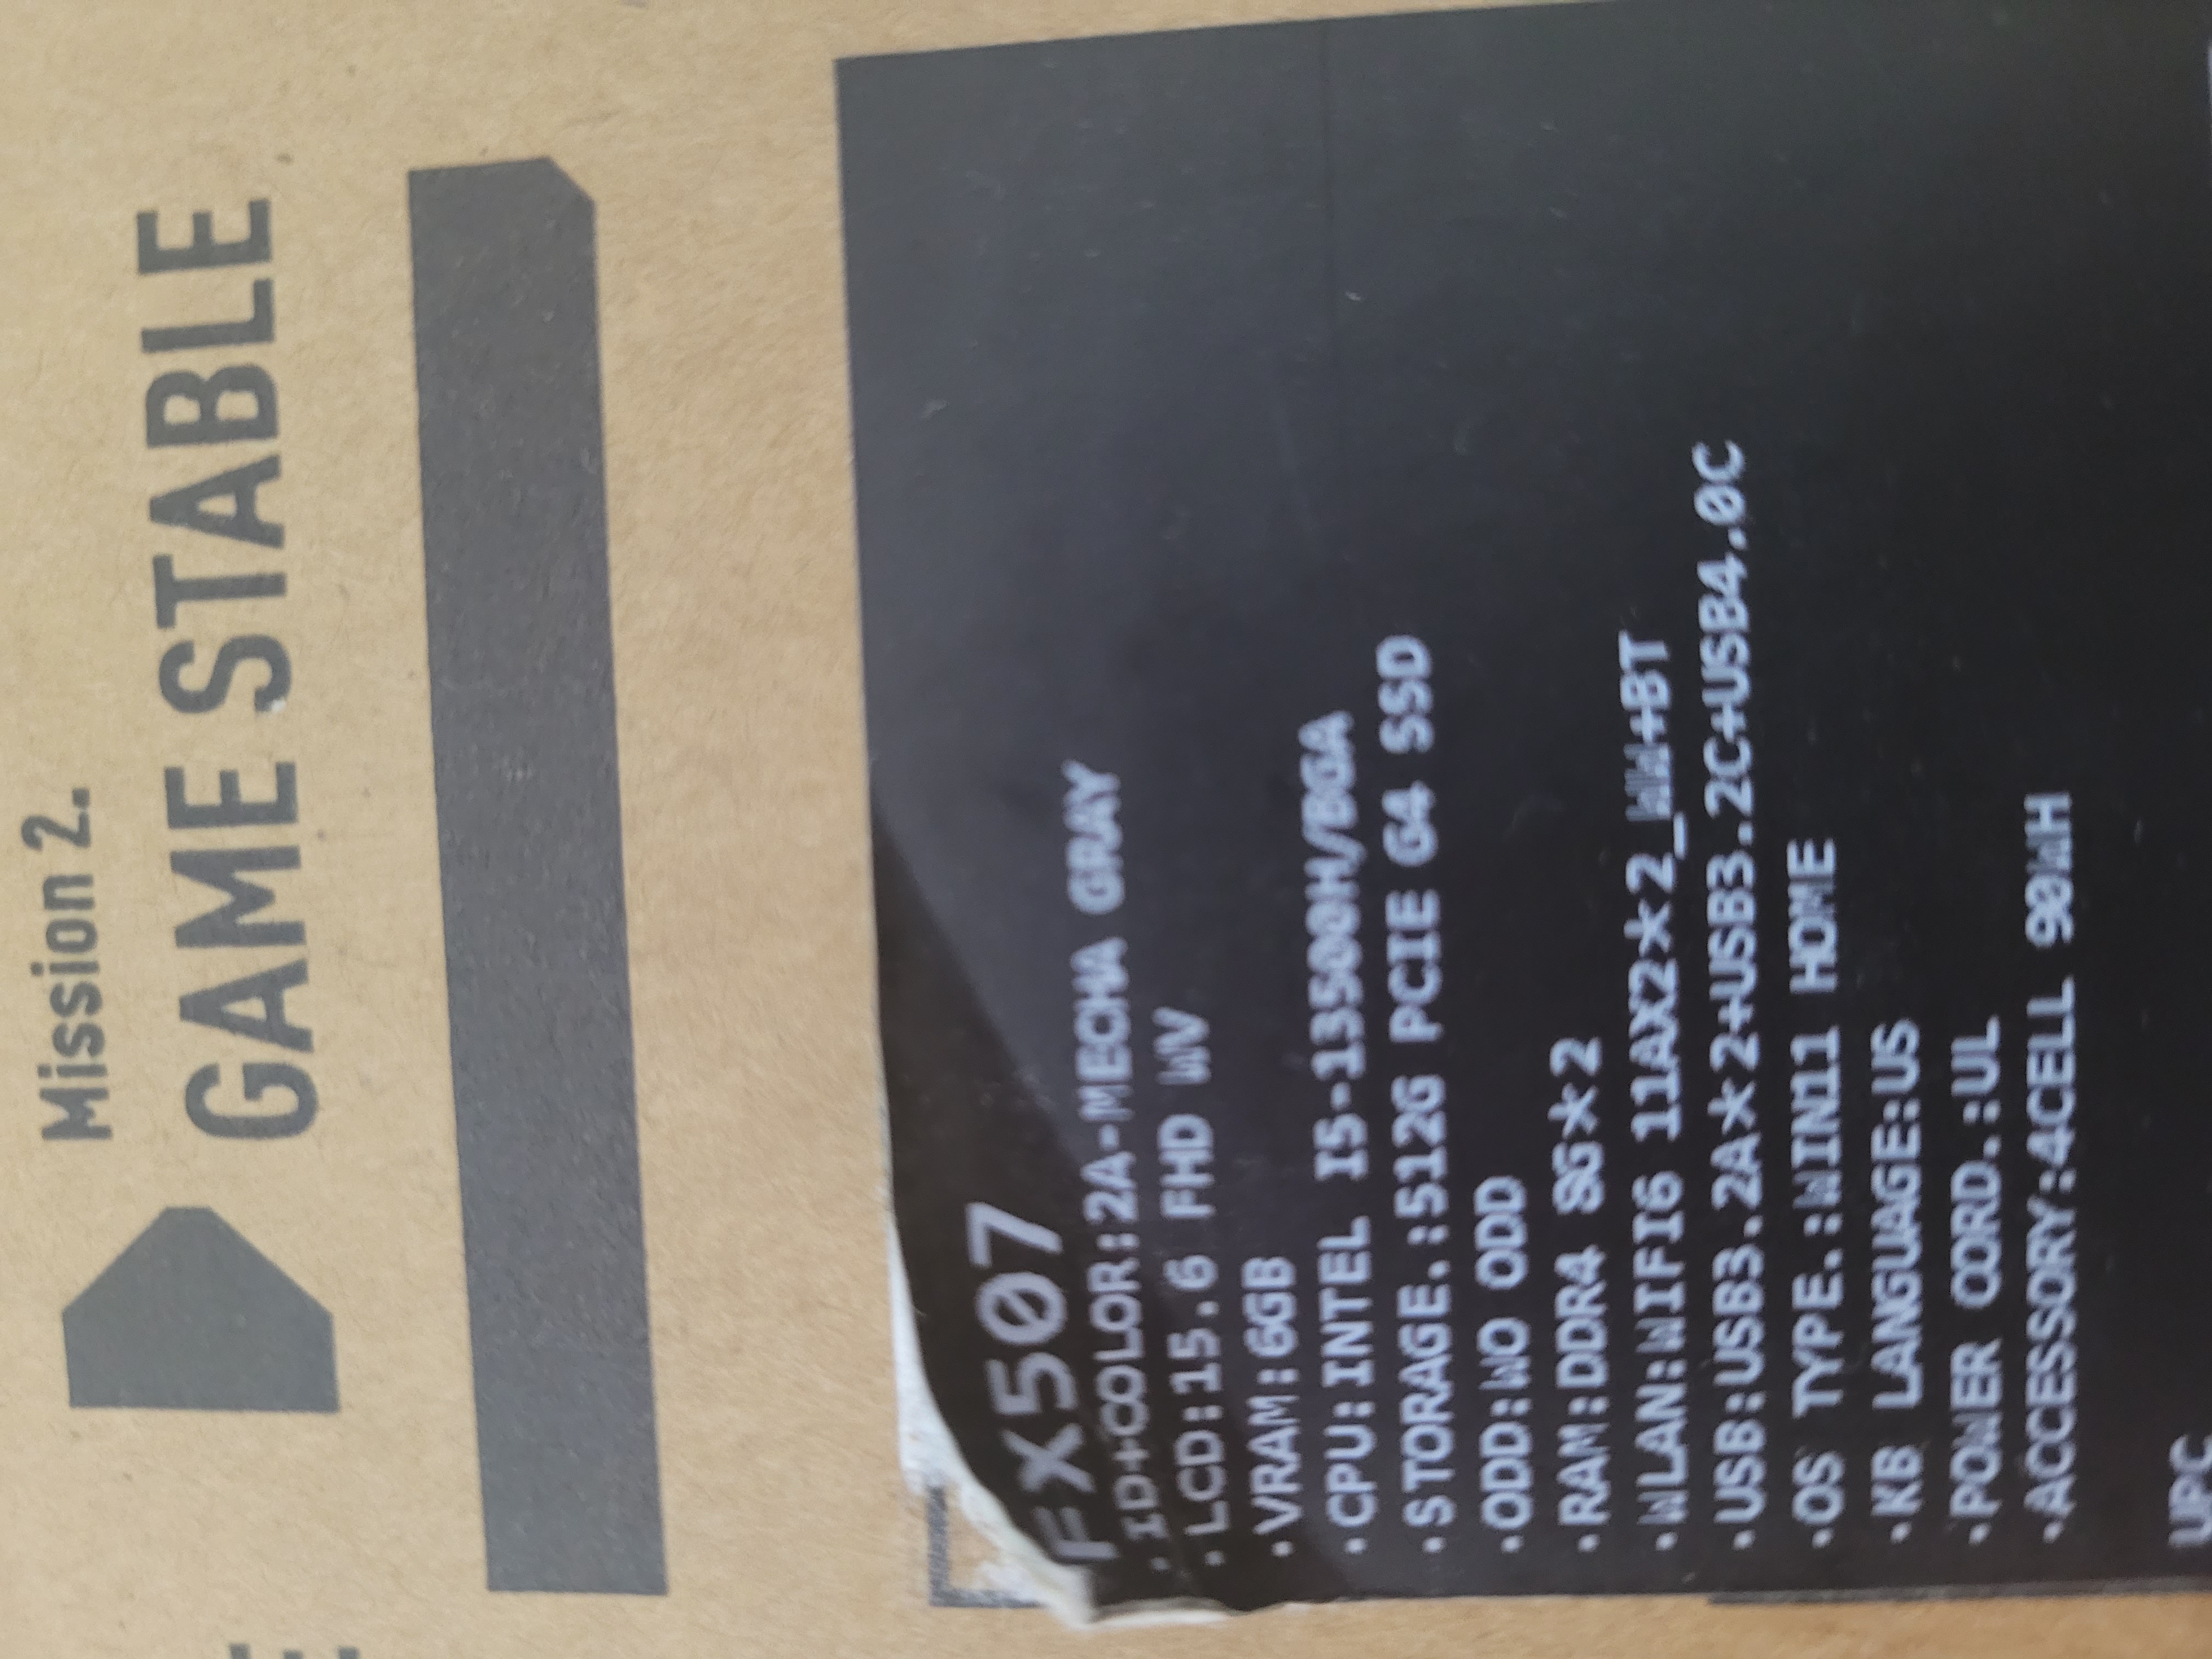 Mission 2.
GAME STABLE
FX507
·ID+COLOR:2A-MECHA GRAY
·LCD:15.6 FHD WV
·VRAM:6GB
·CPU:INTEL I5-13500H/BGA
·STORAGE.:512G PCIE G4 SSD
·ODD:WO ODD
·RAM:DDR4 8G*2
·WLAN:WIFI6 11AX2*2_WW+BT
·USB:USB3.2A*2+USB3.2C+USB4.0C
·OS TYPE.:WIN11 HOME
·KB LANGUAGE:US
·POWER CORD.:UL
·ACCESSORY:4CELL 90WH
UPC